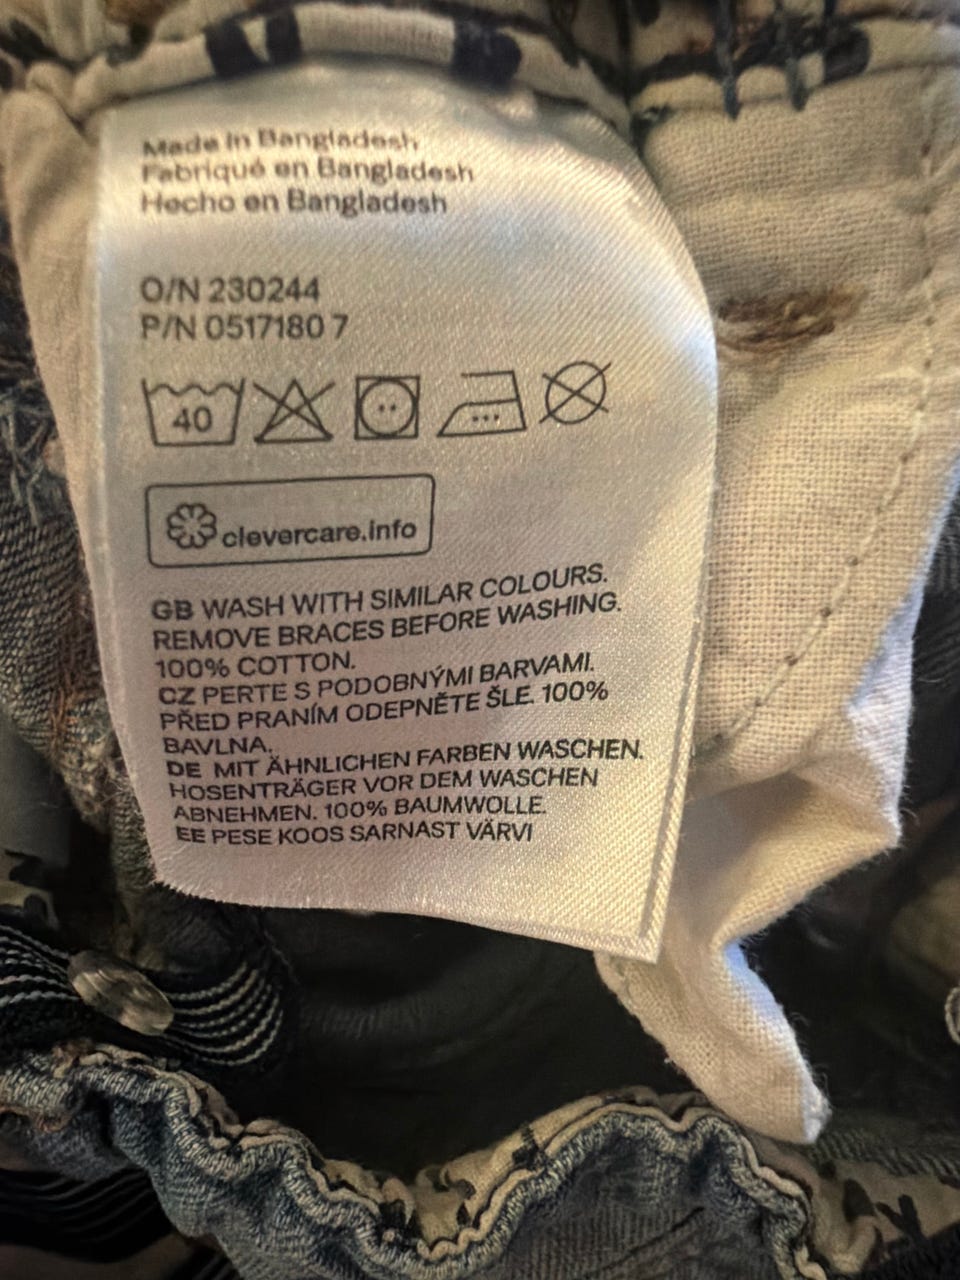 Made in Bangladesh
Fabriqué en Bangladesh
Hecho en Bangladesh
O/N 230244
P/N 0517180 7
40
clevercare.info
GB WASH WITH SIMILAR COLOURS.
REMOVE BRACES BEFORE WASHING.
100% COTTON.
CZ PERTE S PODOBNÝMI BARVAMI.
PŘED PRANÍM ODEPNĚTE ŠLE. 100%
BAVLNA.
DE MIT ÄHNLICHEN FARBEN WASCHEN.
HOSENTRÄGER VOR DEM WASCHEN
ABNEHMEN. 100% BAUMWOLLE.
EE PESE KOOS SARNAST VÄRVI